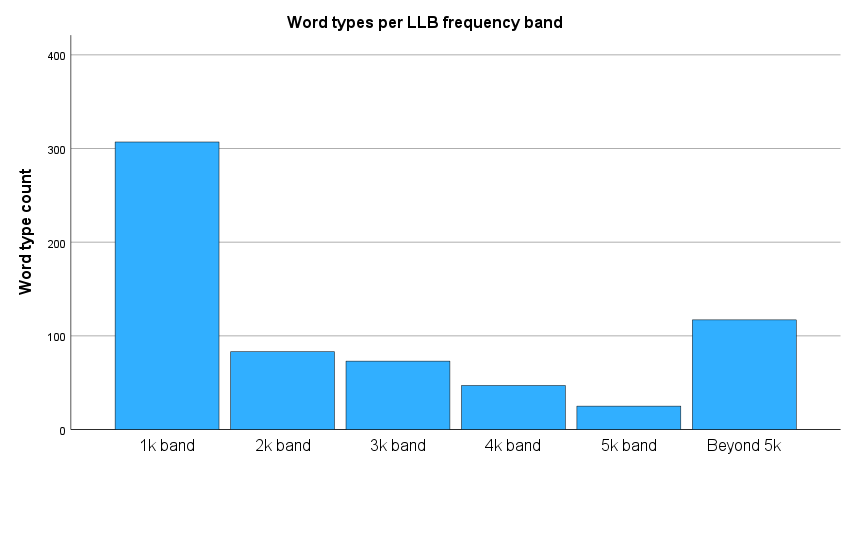 Word types per LLB frequency band
400
300
200
100
0
Word type count
1k band 2k band 3k band 4k band 5k band Beyond 5k